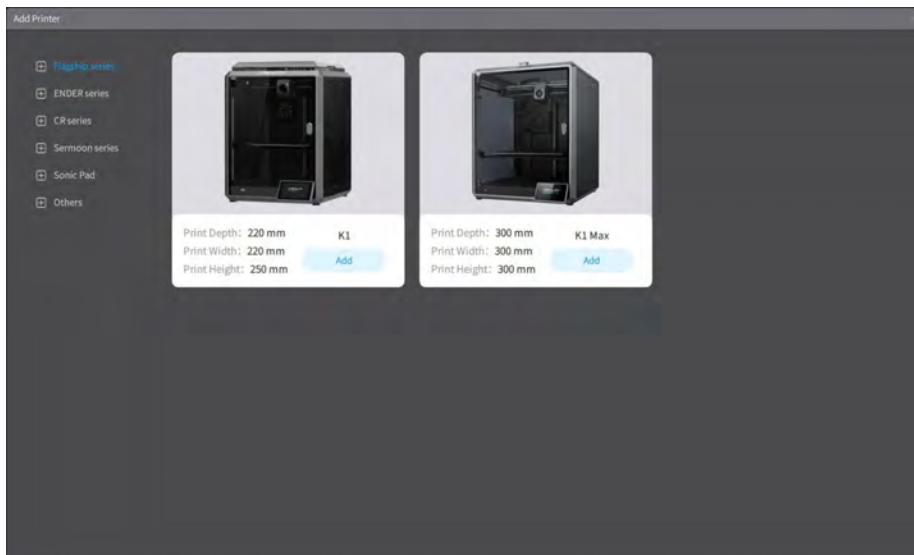 Add Printer
Flagship series
ENDER series
CR series
Sermoon series
Sonic Pad
Others
Print Depth: 220 mm
K1
Print Width: 220 mm
Add
Print Height: 250 mm
Print Depth: 300 mm
K1 Max
Print Width: 300 mm
Add
Print Height: 300 mm